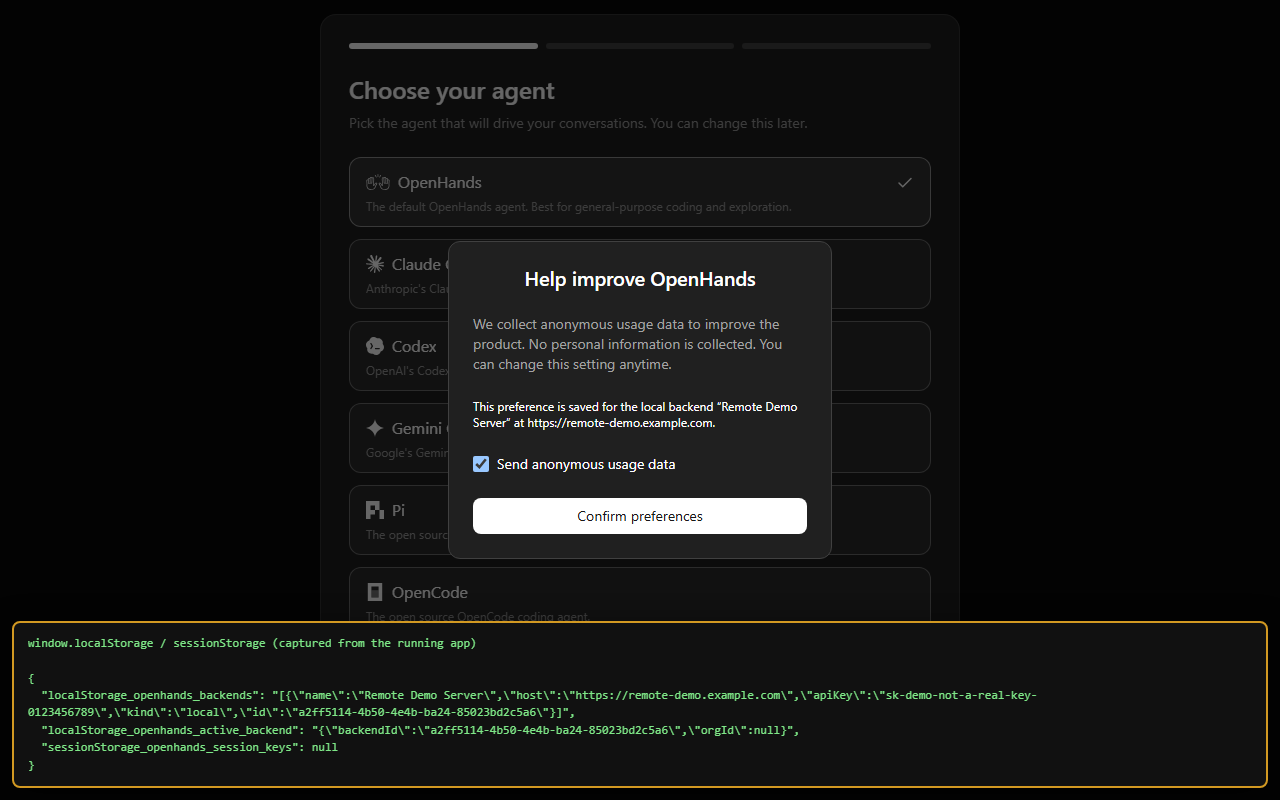 Choose your agent
Pick the agent that will drive your conversations. You can change this later.
OpenHands
The default OpenHands agent. Best for general-purpose coding and exploration.
Claude
Anthropic's
Codex
OpenAI's Codex
Gemini
Google's
Pi
The open
OpenCode
The open source OpenCode coding agent.
Help improve OpenHands
We collect anonymous usage data to improve the
product. No personal information is collected. You
can change this setting anytime.
This preference is saved for the local backend “Remote Demo
Server” at https://remote-demo.example.com.
Send anonymous usage data
Confirm preferences
window.localStorage / sessionStorage (captured from the running app)
{
"localStorage_openhands_backends": "[{\"name\":\"Remote Demo Server\",\"host\":\"https://remote-demo.example.com\",\"apiKey\":\"sk-demo-not-a-real-key-
0123456789\",\"kind\":\"local\",\"id\":\"a2ff5114-4b50-4e4b-ba24-85023bd2c5a6\"}]",
"localStorage_openhands_active_backend": "{\"backendId\":\"a2ff5114-4b50-4e4b-ba24-85023bd2c5a6\",\"orgId\":null}",
"sessionStorage_openhands_session_keys": null
}